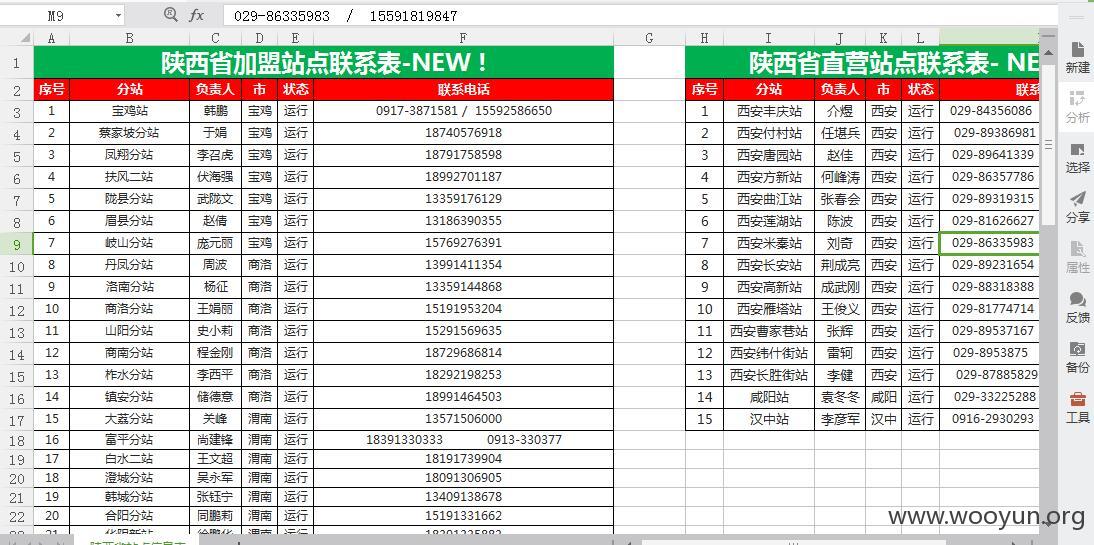 M9 fx 029-86335983 / 15591819847
A B C D E F G H I J K L
1 陕西省加盟站点联系表-NEW！ 陕西省直营站点联系表- NE
2 序号 分站 负责人 市 状态 联系电话 序号 分站 负责人 市 状态 联系
3 1 宝鸡站 韩鹏 宝鸡 运行 0917-3871581 / 15592586650 1 西安丰庆站 介煜 西安 运行 029-84356086
4 2 蔡家坡分站 于娟 宝鸡 运行 18740576918 2 西安付村站 任堪兵 西安 运行 029-89386981
5 3 凤翔分站 李召虎 宝鸡 运行 18791758598 3 西安唐园站 赵佳 西安 运行 029-89641339
6 4 扶风二站 伏海强 宝鸡 运行 18992701187 4 西安方新站 何峰涛 西安 运行 029-86357786
7 5 陇县分站 武陇文 宝鸡 运行 13359176129 5 西安曲江站 张春会 西安 运行 029-89319315
8 6 眉县分站 赵倩 宝鸡 运行 13186390355 6 西安莲湖站 陈波 西安 运行 029-81626627
9 7 岐山分站 庞元丽 宝鸡 运行 15769276391 7 西安米秦站 刘奇 西安 运行 029-86335983
10 8 丹凤分站 周波 商洛 运行 13991411354 8 西安长安站 荆成亮 西安 运行 029-89231654
11 9 洛南分站 杨征 商洛 运行 13359144868 9 西安高新站 成武刚 西安 运行 029-88318388
12 10 商洛分站 王娟丽 商洛 运行 15191953204 10 西安雁塔站 王俊义 西安 运行 029-81774714
13 11 山阳分站 史小莉 商洛 运行 15291569635 11 西安曹家巷站 张辉 西安 运行 029-89537167
14 12 商南分站 程金刚 商洛 运行 18729686814 12 西安纬什街站 雷轲 西安 运行 029-8953875
15 13 柞水分站 李西平 商洛 运行 18292198253 13 西安长胜街站 李健 西安 运行 029-87885829
16 14 镇安分站 储德意 商洛 运行 18991464503 14 咸阳站 袁冬冬 咸阳 运行 029-33225288
17 15 大荔分站 关峰 渭南 运行 13571506000 15 汉中站 李彦军 汉中 运行 0916-2930293
18 16 富平分站 尚建锋 渭南 运行 18391330333 0913-330377
19 17 白水二站 王文超 渭南 运行 18191739904
20 18 澄城分站 吴永军 渭南 运行 18091306905
21 19 韩城分站 张钰宁 渭南 运行 13409138678
22 20 合阳分站 同鹏莉 渭南 运行 15191331662
新建
分析
选择
分享
属性
反馈
备份
工具
www.wooyun.org